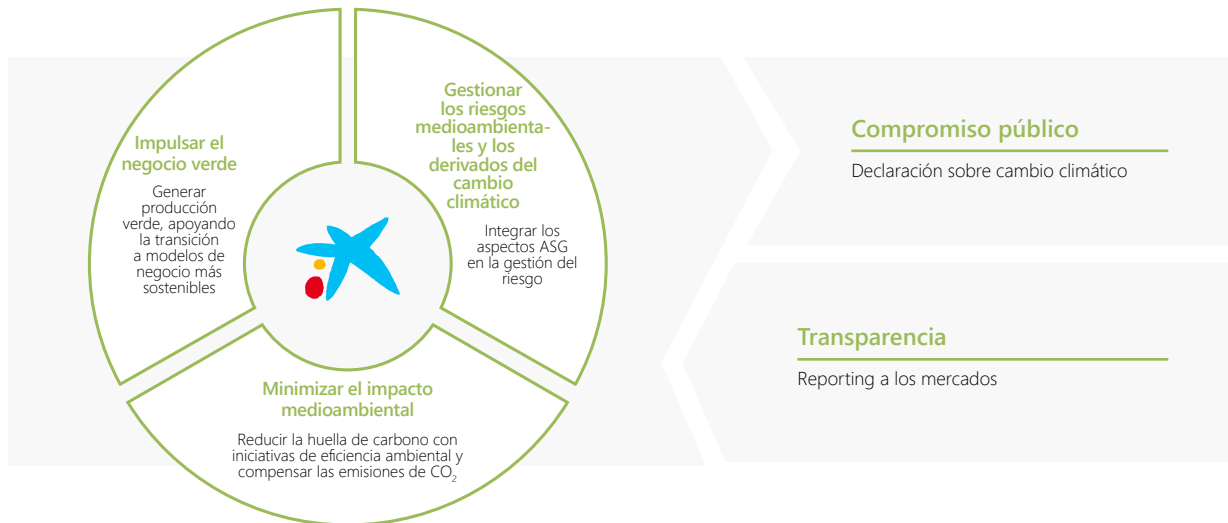 Impulsar el
negocio verde
Generar
producción
verde, apoyando
la transición
a modelos de
negocio más
sostenibles
Gestionar
los riesgos
medioambienta-
les y los
derivados del
cambio
climático
Integrar los
aspectos ASG
en la gestión del
riesgo
Minimizar el impacto
medioambiental
Reducir la huella de carbono con
iniciativas de eficiencia ambiental y
compensar las emisiones de CO₂
Compromiso público
Declaración sobre cambio climático
Transparencia
Reporting a los mercados